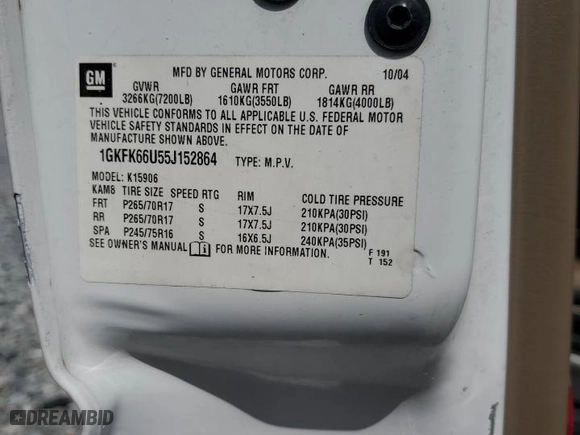 GM
MFD BY GENERAL MOTORS CORP. 10/04
GVWR GAWR FRT GAWR RR
3266KG(7200LB) 1610KG(3550LB) 1814KG(4000LB)
THIS VEHICLE CONFORMS TO ALL APPLICABLE U.S. FEDERAL MOTOR
VEHICLE SAFETY STANDARDS IN EFFECT ON THE DATE OF
MANUFACTURE SHOWN ABOVE.
1GKFK66U55J152864 TYPE: M.P.V.
MODEL: K15906
KAM8 TIRE SIZE SPEED RTG RIM COLD TIRE PRESSURE
FRT P265/70R17 S 17X7.5J 210KPA(30PSI)
RR P265/70R17 S 17X7.5J 210KPA(30PSI)
SPA P245/75R16 S 16X6.5J 240KPA(35PSI)
SEE OWNER'S MANUAL FOR MORE INFORMATION. F 191
T 152
DREAMBID